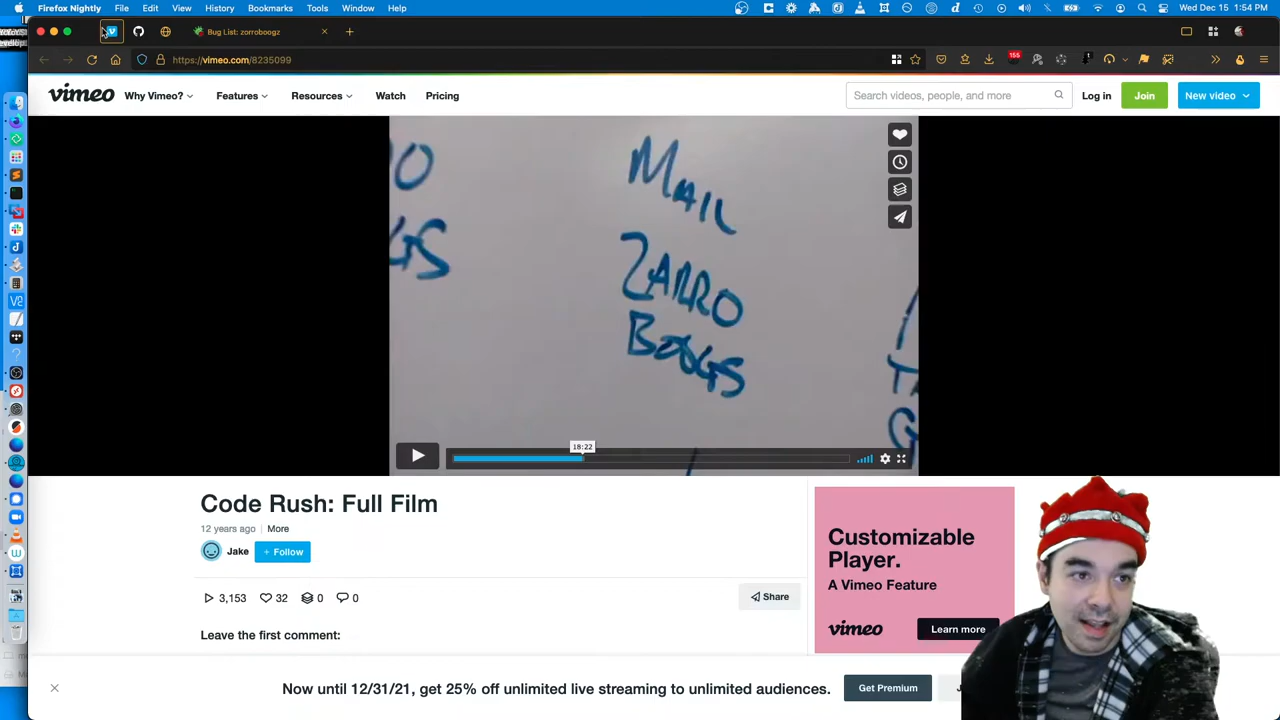 Firefox Nightly File Edit View History Bookmarks Tools Window Help Wed Dec 15 1:54 PM
Bug List: zorroboogz
https://vimeo.com/8235099
155
1
vimeo Why Vimeo? Features Resources Watch Pricing Search videos, people, and more Log in Join New video
MAIL
ZARRO
BOOGS
18:22
Code Rush: Full Film
12 years ago More
Jake + Follow
3,153 32 0 0 Share
Leave the first comment:
Customizable
Player.
A Vimeo Feature
vimeo Learn more
Now until 12/31/21, get 25% off unlimited live streaming to unlimited audiences. Get Premium